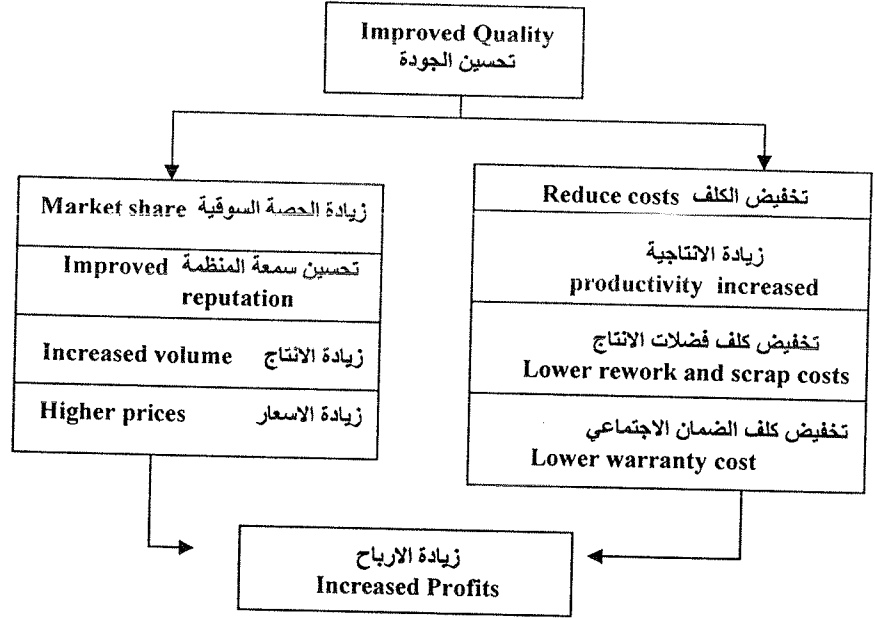 Improved Quality
تحسين الجودة
Market share زيادة الحصة السوقية
Improved تحسين سمعة المنظمة
reputation
Increased volume زيادة الانتاج
Higher prices زيادة الاسعار
Reduce costs تخفيض الكلف
زيادة الانتاجية
productivity increased
تخفيض كلف فضلات الانتاج
Lower rework and scrap costs
تخفيض كلف الضمان الاجتماعي
Lower warranty cost
زيادة الارباح
Increased Profits